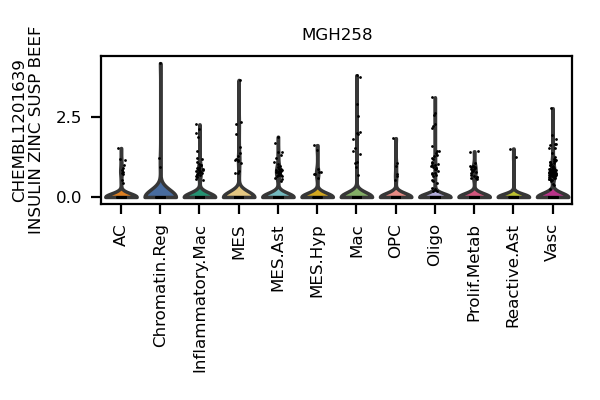 MGH258
CHEMBL1201639
INSULIN ZINC SUSP BEEF
2.5
0.0
AC
Chromatin.Reg
Inflammatory.Mac
MES
MES.Ast
MES.Hyp
Mac
OPC
Oligo
Prolif.Metab
Reactive.Ast
Vasc